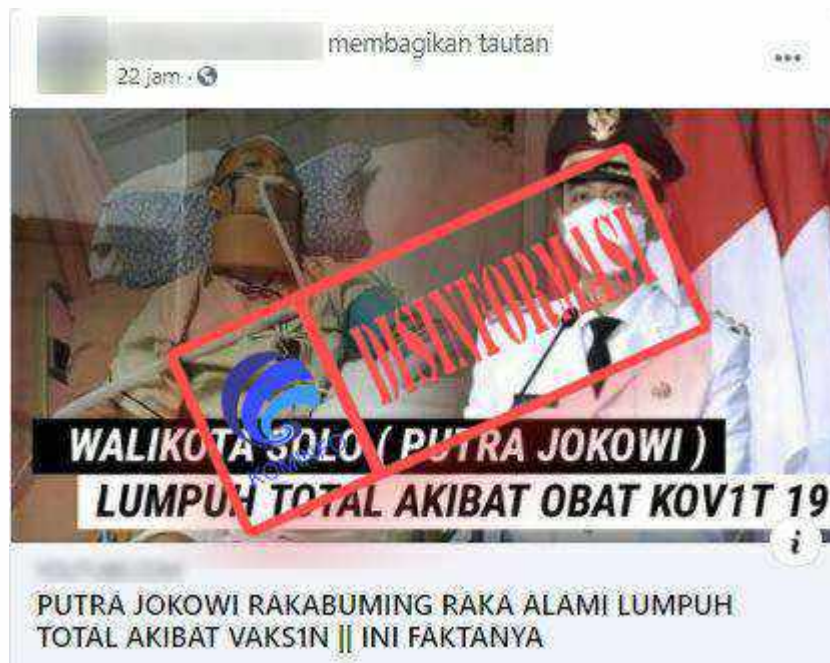 membagikan tautan
22 jam ·
DISINFORMASI
KOMINFO
WALIKOTA SOLO ( PUTRA JOKOWI )
LUMPUH TOTAL AKIBAT OBAT KOV1T 19
PUTRA JOKOWI RAKABUMING RAKA ALAMI LUMPUH
TOTAL AKIBAT VAKS1N || INI FAKTANYA